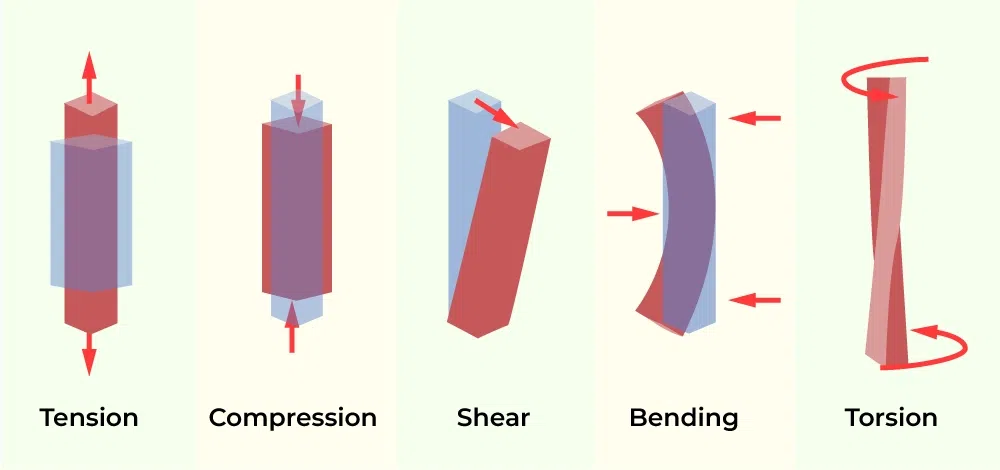 Tension
Compression
Shear
Bending
Torsion